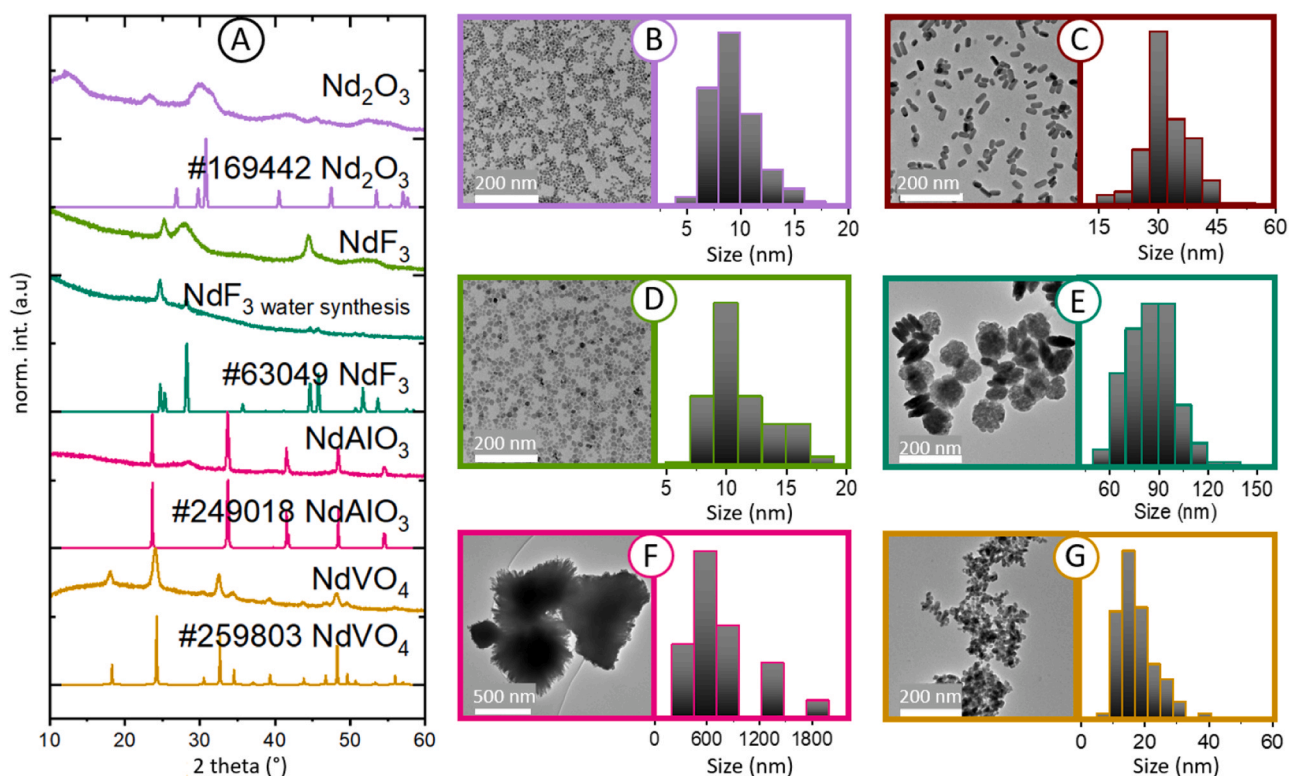 A
Nd₂O₃
#169442 Nd₂O₃
NdF₃
NdF₃ water synthesis
#63049 NdF₃
NdAlO₃
#249018 NdAlO₃
NdVO₄
#259803 NdVO₄
norm. int. (a.u)
10 20 30 40 50 60
2 theta (°)
B
200 nm
5 10 15 20
Size (nm)
C
200 nm
15 30 45 60
Size (nm)
D
200 nm
5 10 15 20
Size (nm)
E
200 nm
60 90 120 150
Size (nm)
F
500 nm
0 600 1200 1800
Size (nm)
G
200 nm
0 20 40 60
Size (nm)